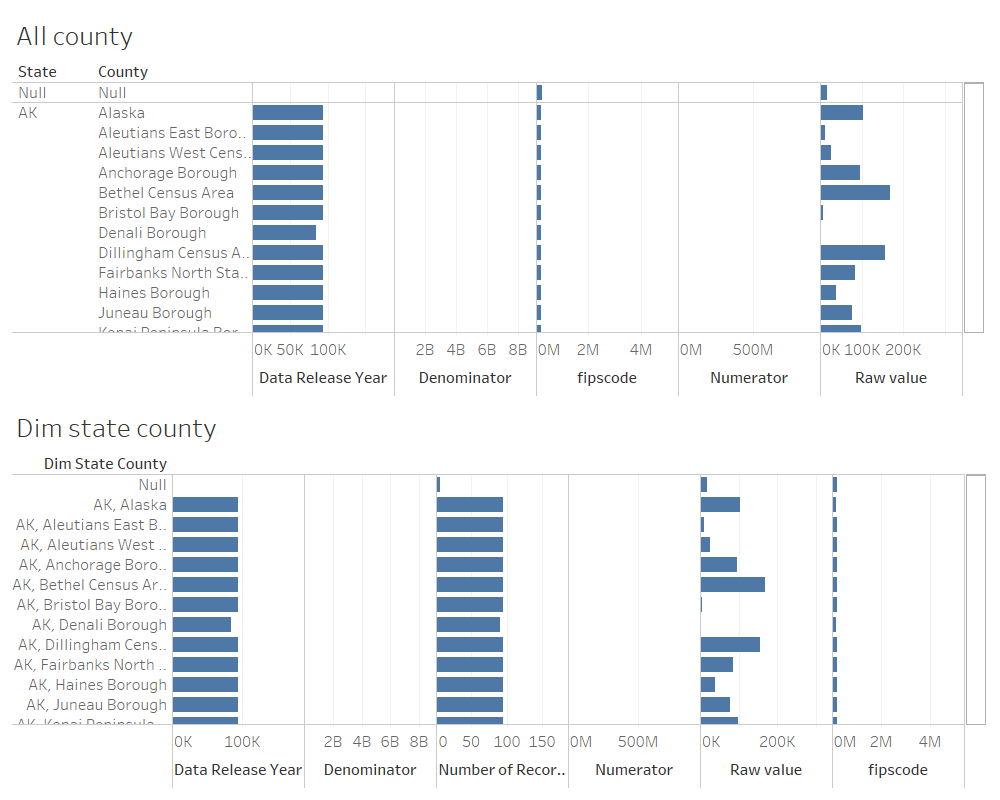 All county
State County
Null Null
AK Alaska
Aleutians East Boro..
Aleutians West Cens..
Anchorage Borough
Bethel Census Area
Bristol Bay Borough
Denali Borough
Dillingham Census A..
Fairbanks North Sta..
Haines Borough
Juneau Borough
Kenai Peninsula Bor..
0K 50K 100K 2B 4B 6B 8B 0M 2M 4M 0M 500M 0K 100K 200K
Data Release Year Denominator fipscode Numerator Raw value
Dim state county
Dim State County
Null
AK, Alaska
AK, Aleutians East B..
AK, Aleutians West ..
AK, Anchorage Boro..
AK, Bethel Census Ar..
AK, Bristol Bay Boro..
AK, Denali Borough
AK, Dillingham Cens..
AK, Fairbanks North ..
AK, Haines Borough
AK, Juneau Borough
AK, Kenai Peninsula ..
0K 100K 2B 4B 6B 8B 0 50 100 150 0M 500M 0K 200K 0M 2M 4M
Data Release Year Denominator Number of Recor.. Numerator Raw value fipscode